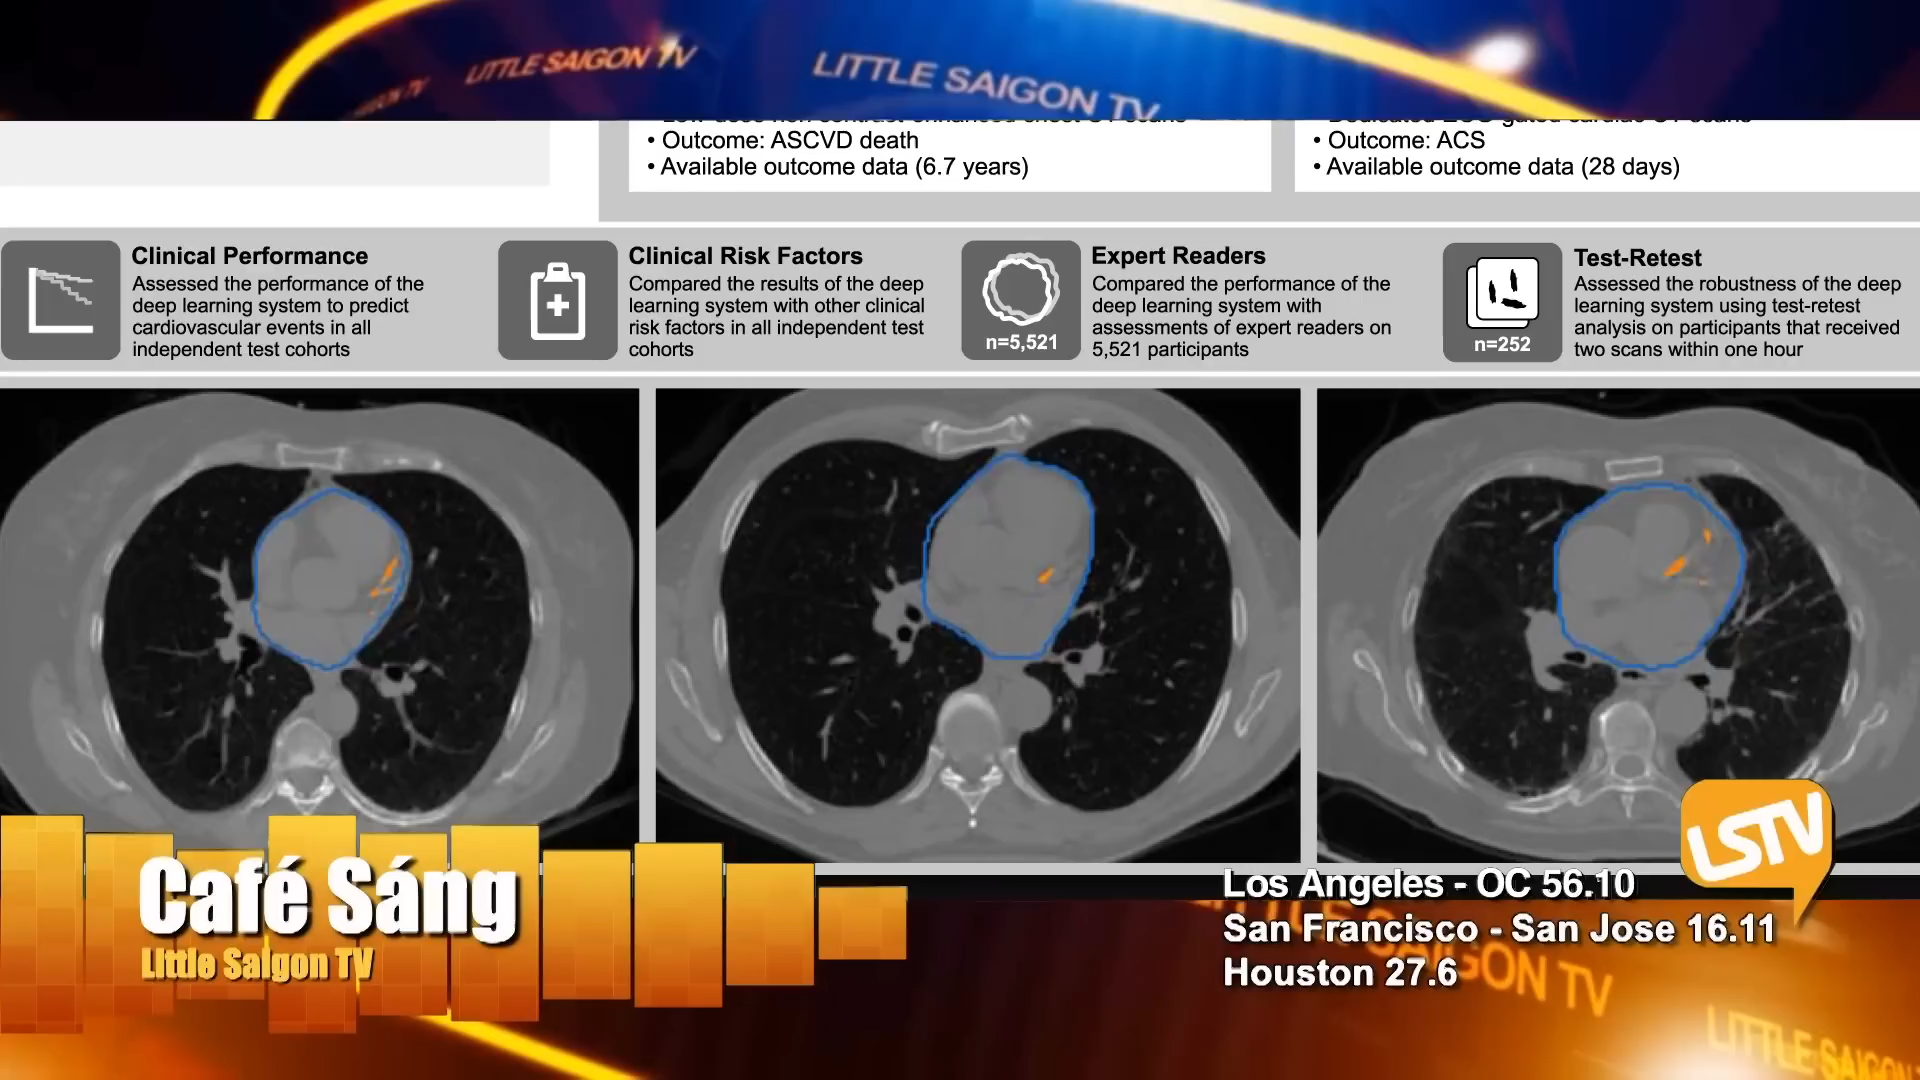 LITTLE SAIGON TV
LITTLE SAIGON TV
• Outcome: ASCVD death
• Available outcome data (6.7 years)
• Outcome: ACS
• Available outcome data (28 days)
Clinical Performance
Assessed the performance of the
deep learning system to predict
cardiovascular events in all
independent test cohorts
Clinical Risk Factors
Compared the results of the deep
learning system with other clinical
risk factors in all independent test
cohorts
n=5,521
Expert Readers
Compared the performance of the
deep learning system with
assessments of expert readers on
5,521 participants
n=252
Test-Retest
Assessed the robustness of the deep
learning system using test-retest
analysis on participants that received
two scans within one hour
LSTV
Café Sáng
Little Saigon TV
Los Angeles - OC 56.10
San Francisco - San Jose 16.11
Houston 27.6
GON TV
LITTLE SAIGON